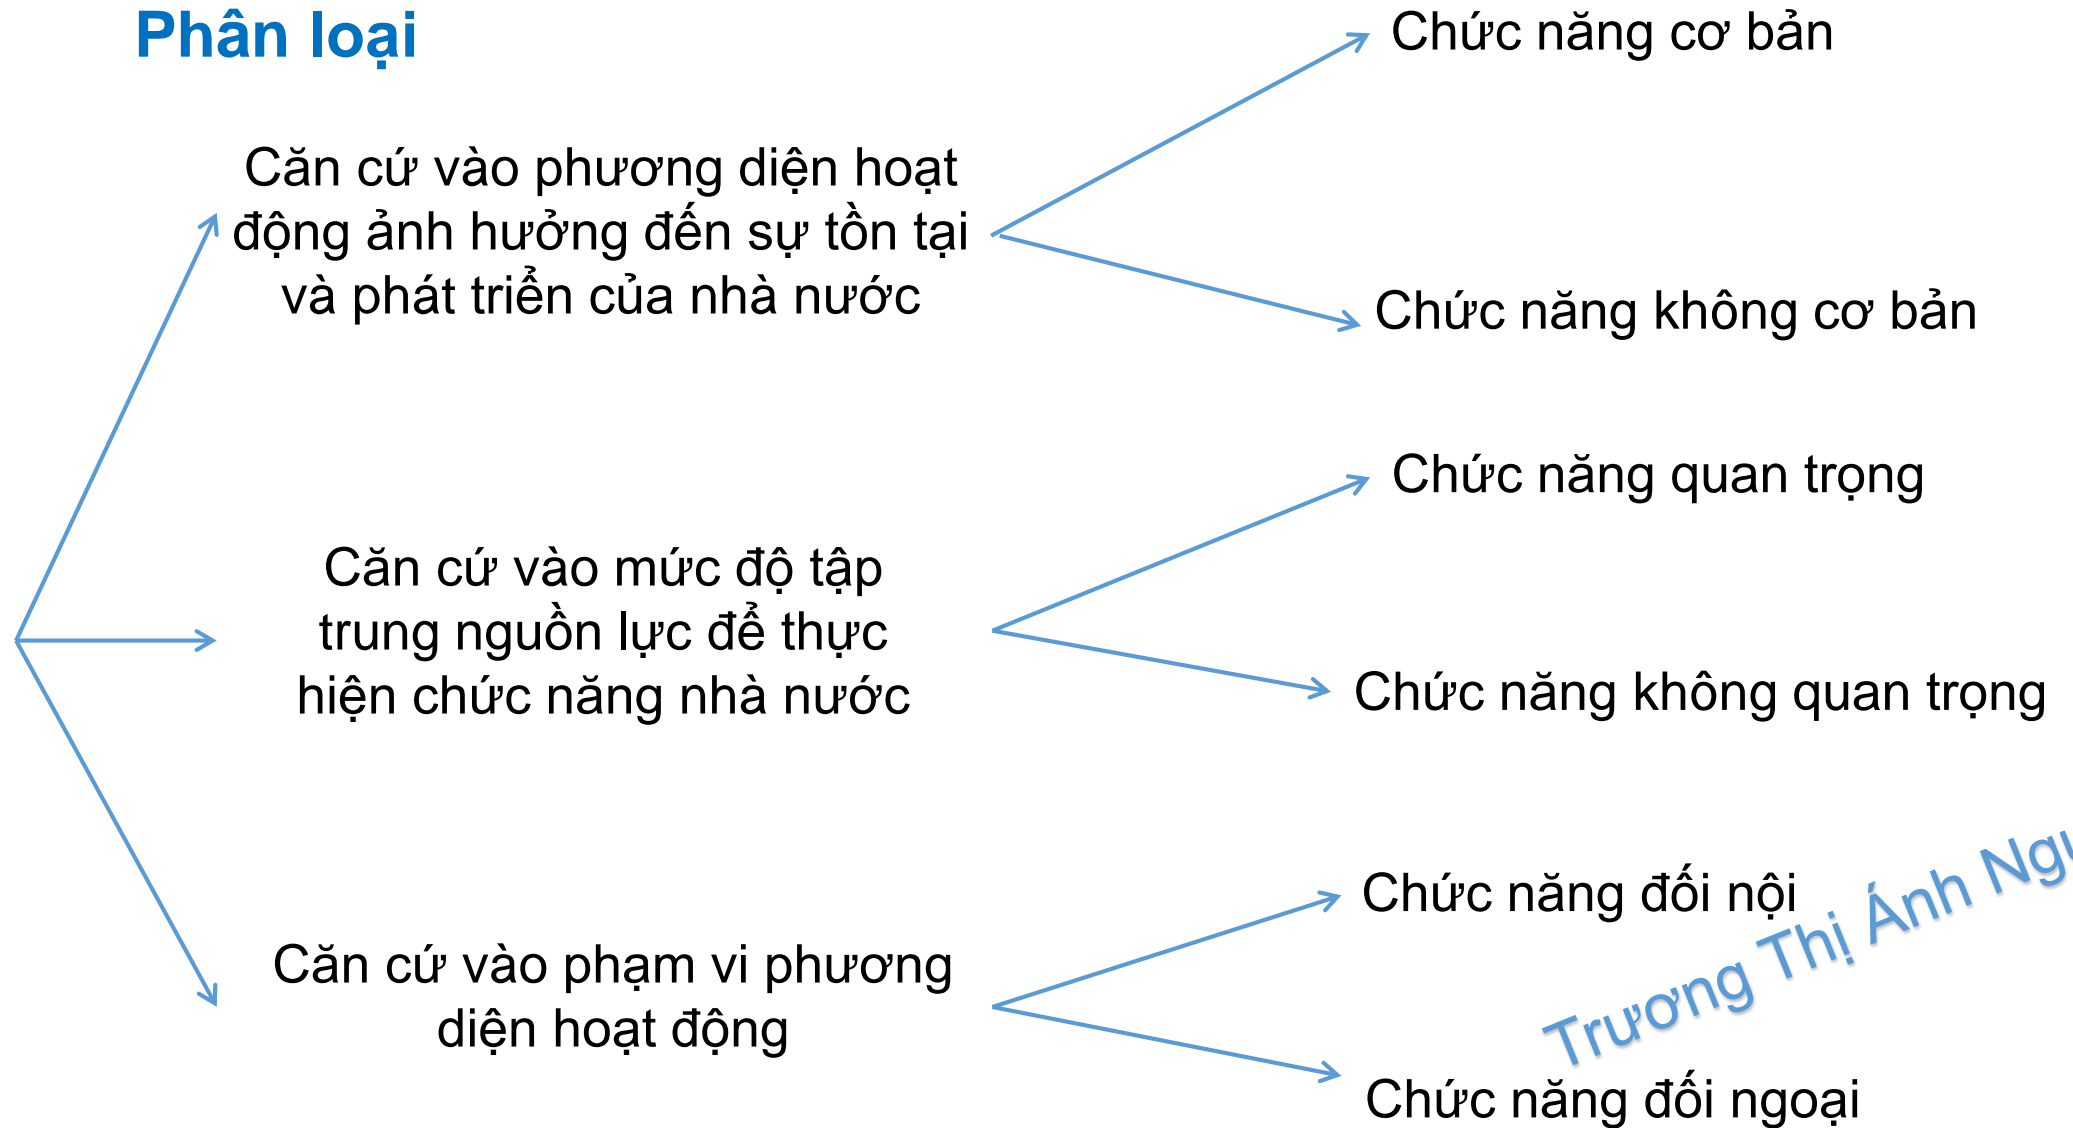 Phân loại
Chức năng cơ bản
Căn cứ vào phương diện hoạt
động ảnh hưởng đến sự tồn tại
và phát triển của nhà nước
Chức năng không cơ bản
Chức năng quan trọng
Căn cứ vào mức độ tập
trung nguồn lực để thực
hiện chức năng nhà nước
Chức năng không quan trọng
Chức năng đối nội
Căn cứ vào phạm vi phương
diện hoạt động
Chức năng đối ngoại
Trương Thị Ánh